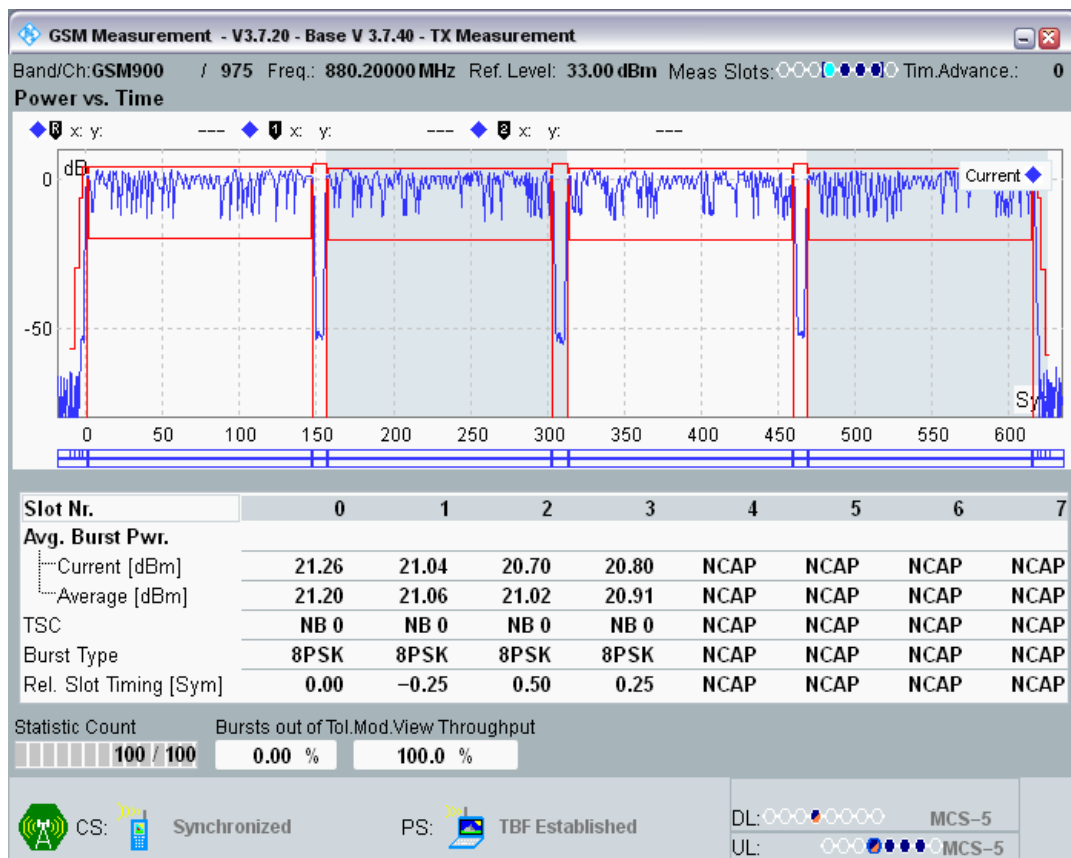 GSM Measurement - V3.7.20 - Base V 3.7.40 - TX Measurement
Band/Ch:GSM900 / 975 Freq.: 880.20000 MHz Ref. Level: 33.00 dBm Meas Slots: Tim.Advance.: 0
Power vs. Time
R x: y: --- 1 x: y: --- 2 x: y: ---
dB
Current
0
-50
0 50 100 150 200 250 300 350 400 450 500 550 600
Slot Nr. 0 1 2 3 4 5 6 7
Avg. Burst Pwr.
Current [dBm] 21.26 21.04 20.70 20.80 NCAP NCAP NCAP NCAP
Average [dBm] 21.20 21.06 21.02 20.91 NCAP NCAP NCAP NCAP
TSC NB 0 NB 0 NB 0 NB 0 NCAP NCAP NCAP NCAP
Burst Type 8PSK 8PSK 8PSK 8PSK NCAP NCAP NCAP NCAP
Rel. Slot Timing [Sym] 0.00 −0.25 0.50 0.25 NCAP NCAP NCAP NCAP
Statistic Count Bursts out of Tol.Mod.View Throughput
100 / 100 0.00 % 100.0 %
CS: Synchronized PS: TBF Established DL: MCS−5
UL: MCS−5